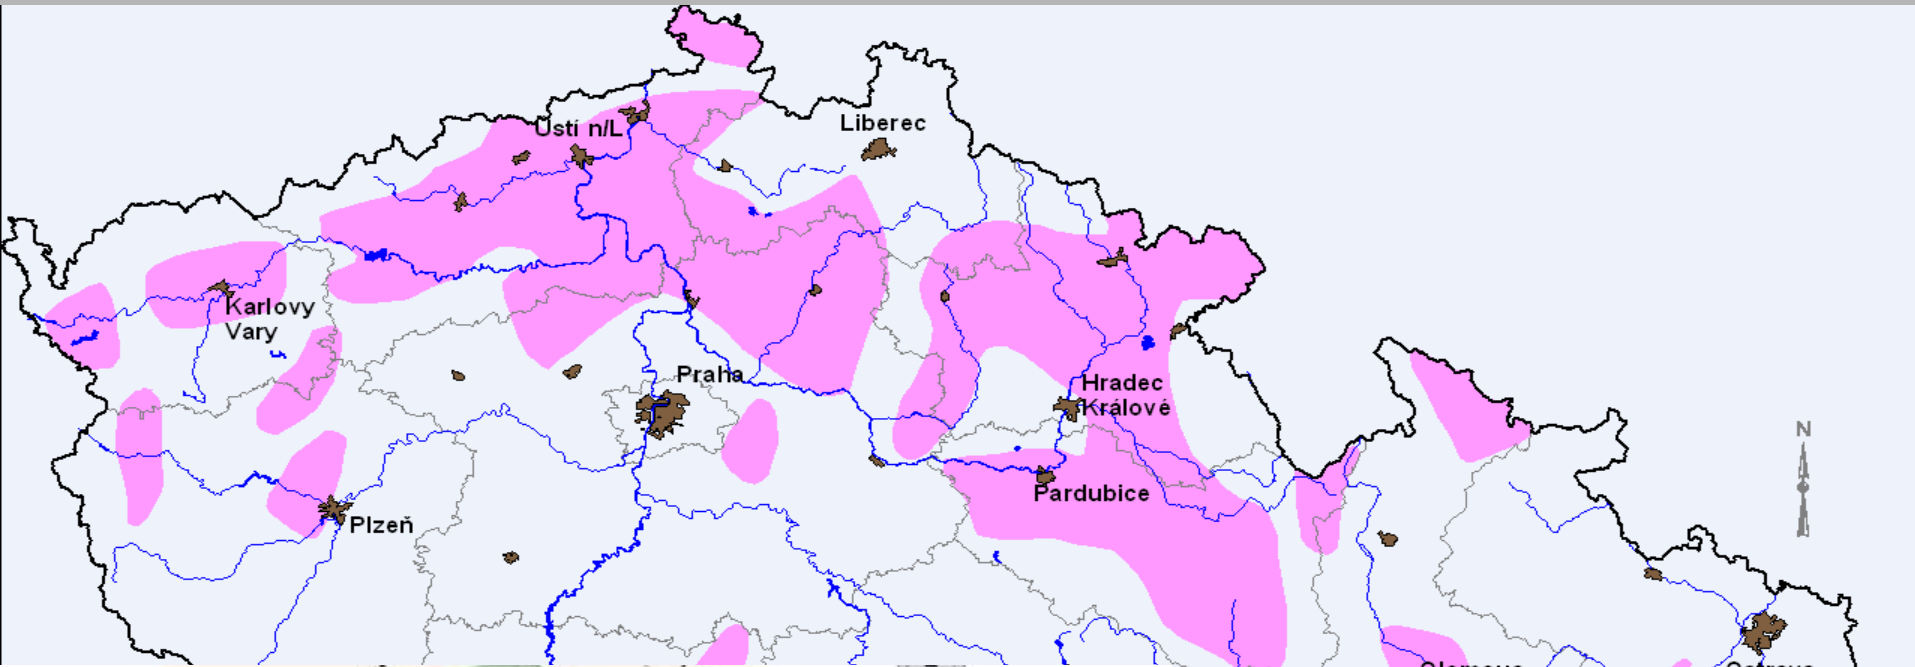 Liberec
Ústí n/L
Karlovy
Vary
Praha
Hradec
Králové
N
Pardubice
Plzeň